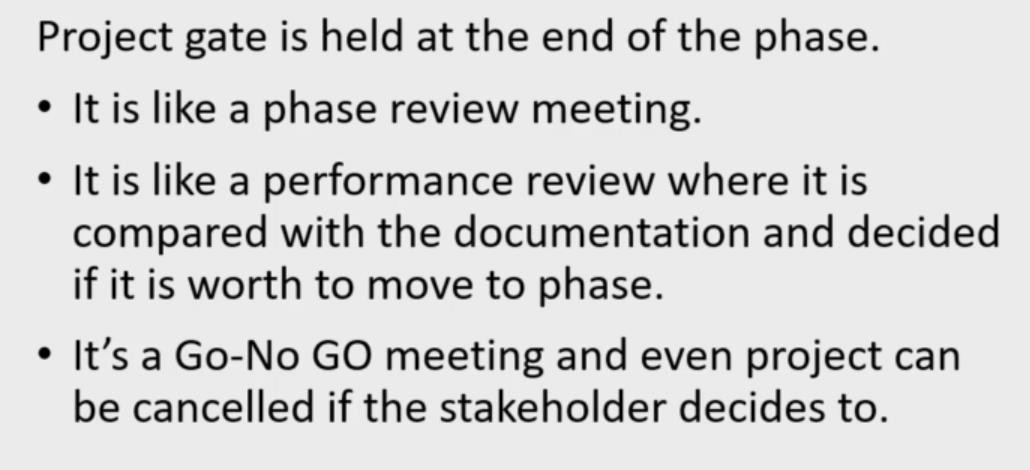 Project gate is held at the end of the phase.
• It is like a phase review meeting.
• It is like a performance review where it is
compared with the documentation and decided
if it is worth to move to phase.
• It’s a Go-No GO meeting and even project can
be cancelled if the stakeholder decides to.